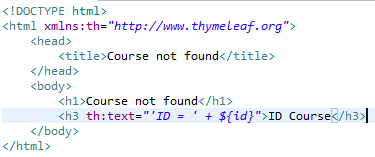 <!DOCTYPE html>
<html xmlns:th="http://www.thymeleaf.org">
<head>
<title>Course not found</title>
</head>
<body>
<h1>Course not found</h1>
<h3 th:text="'ID = ' + ${id}">ID Course</h3>
</body>
</html>